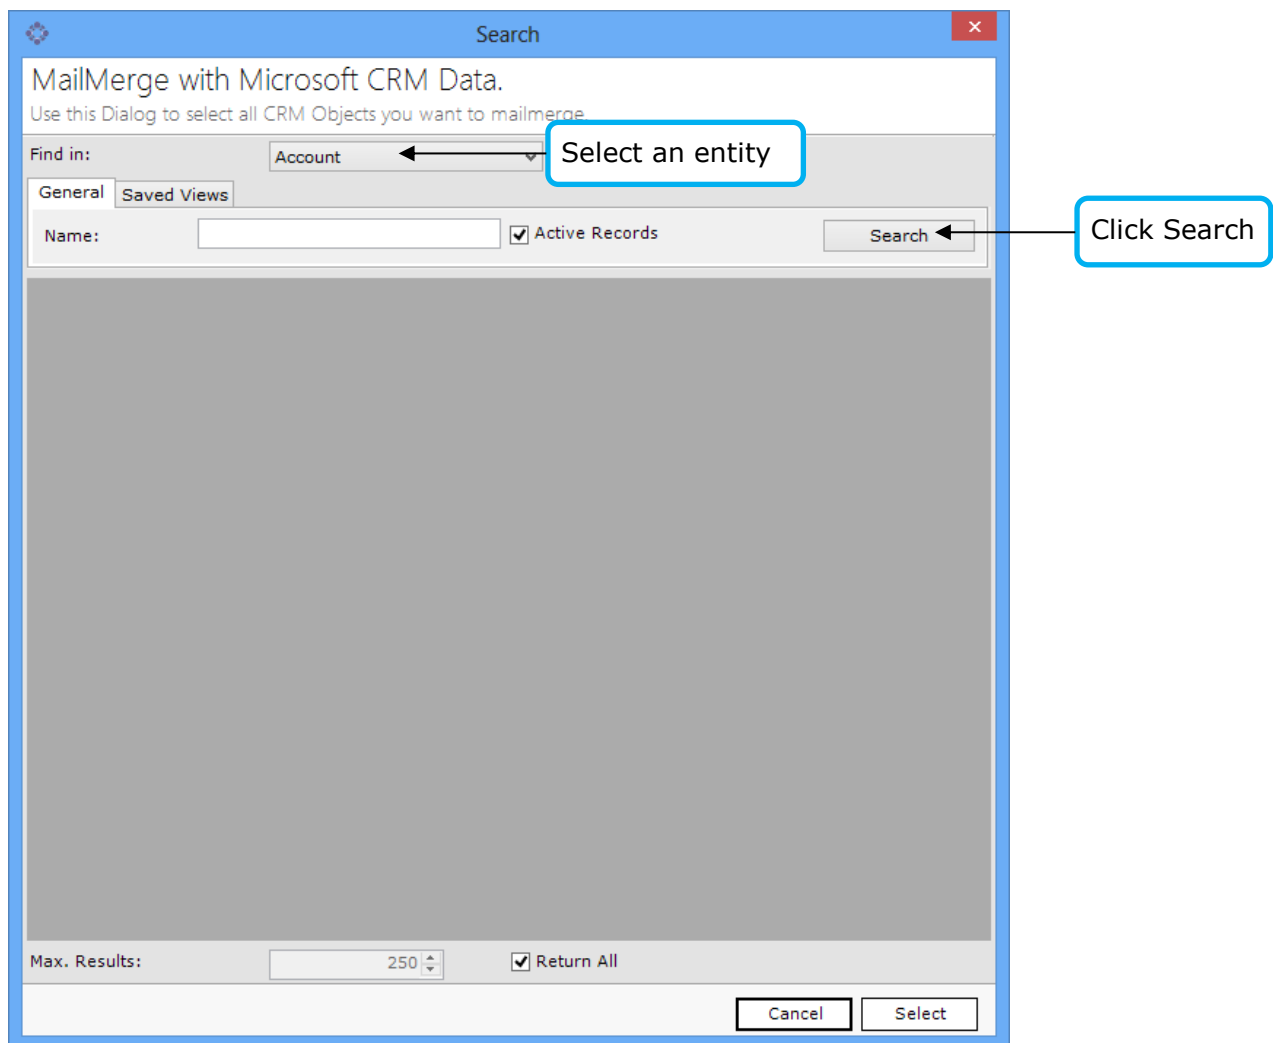 Search
MailMerge with Microsoft CRM Data.
Use this Dialog to select all CRM Objects you want to mailmerge.
Find in:
Account
Select an entity
General
Saved Views
Name:
Active Records
Search
Click Search
Max. Results:
250
Return All
Cancel
Select